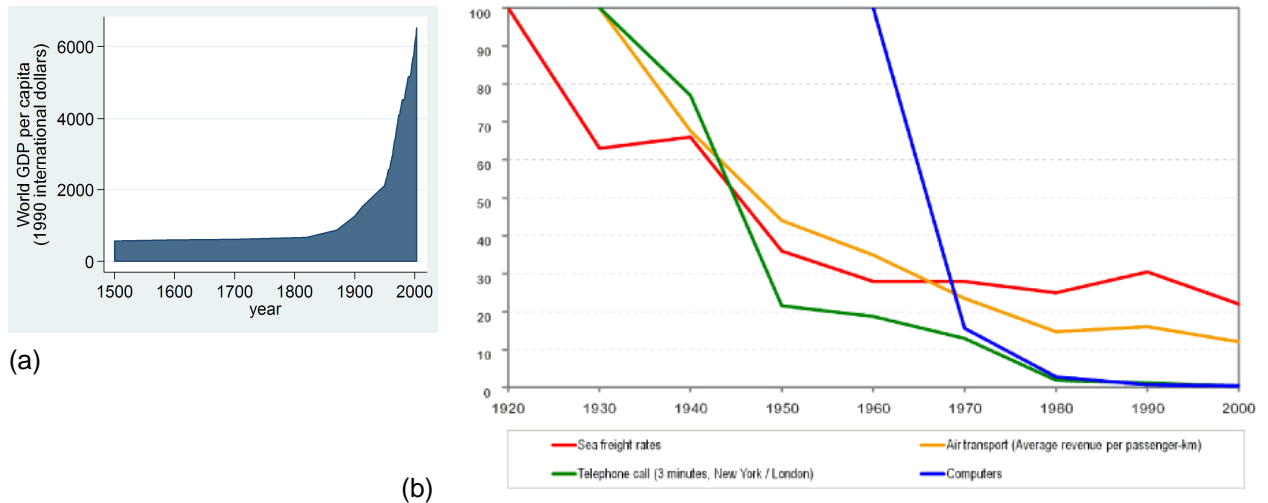 World GDP per capita
(1990 international dollars)
6000
4000
2000
0
1500 1600 1700 1800 1900 2000
year
(a)
100
90
80
70
60
50
40
30
20
10
0
1920 1930 1940 1950 1960 1970 1980 1990 2000
Sea freight rates Air transport (Average revenue per passenger-km)
Telephone call (3 minutes, New York / London) Computers
(b)